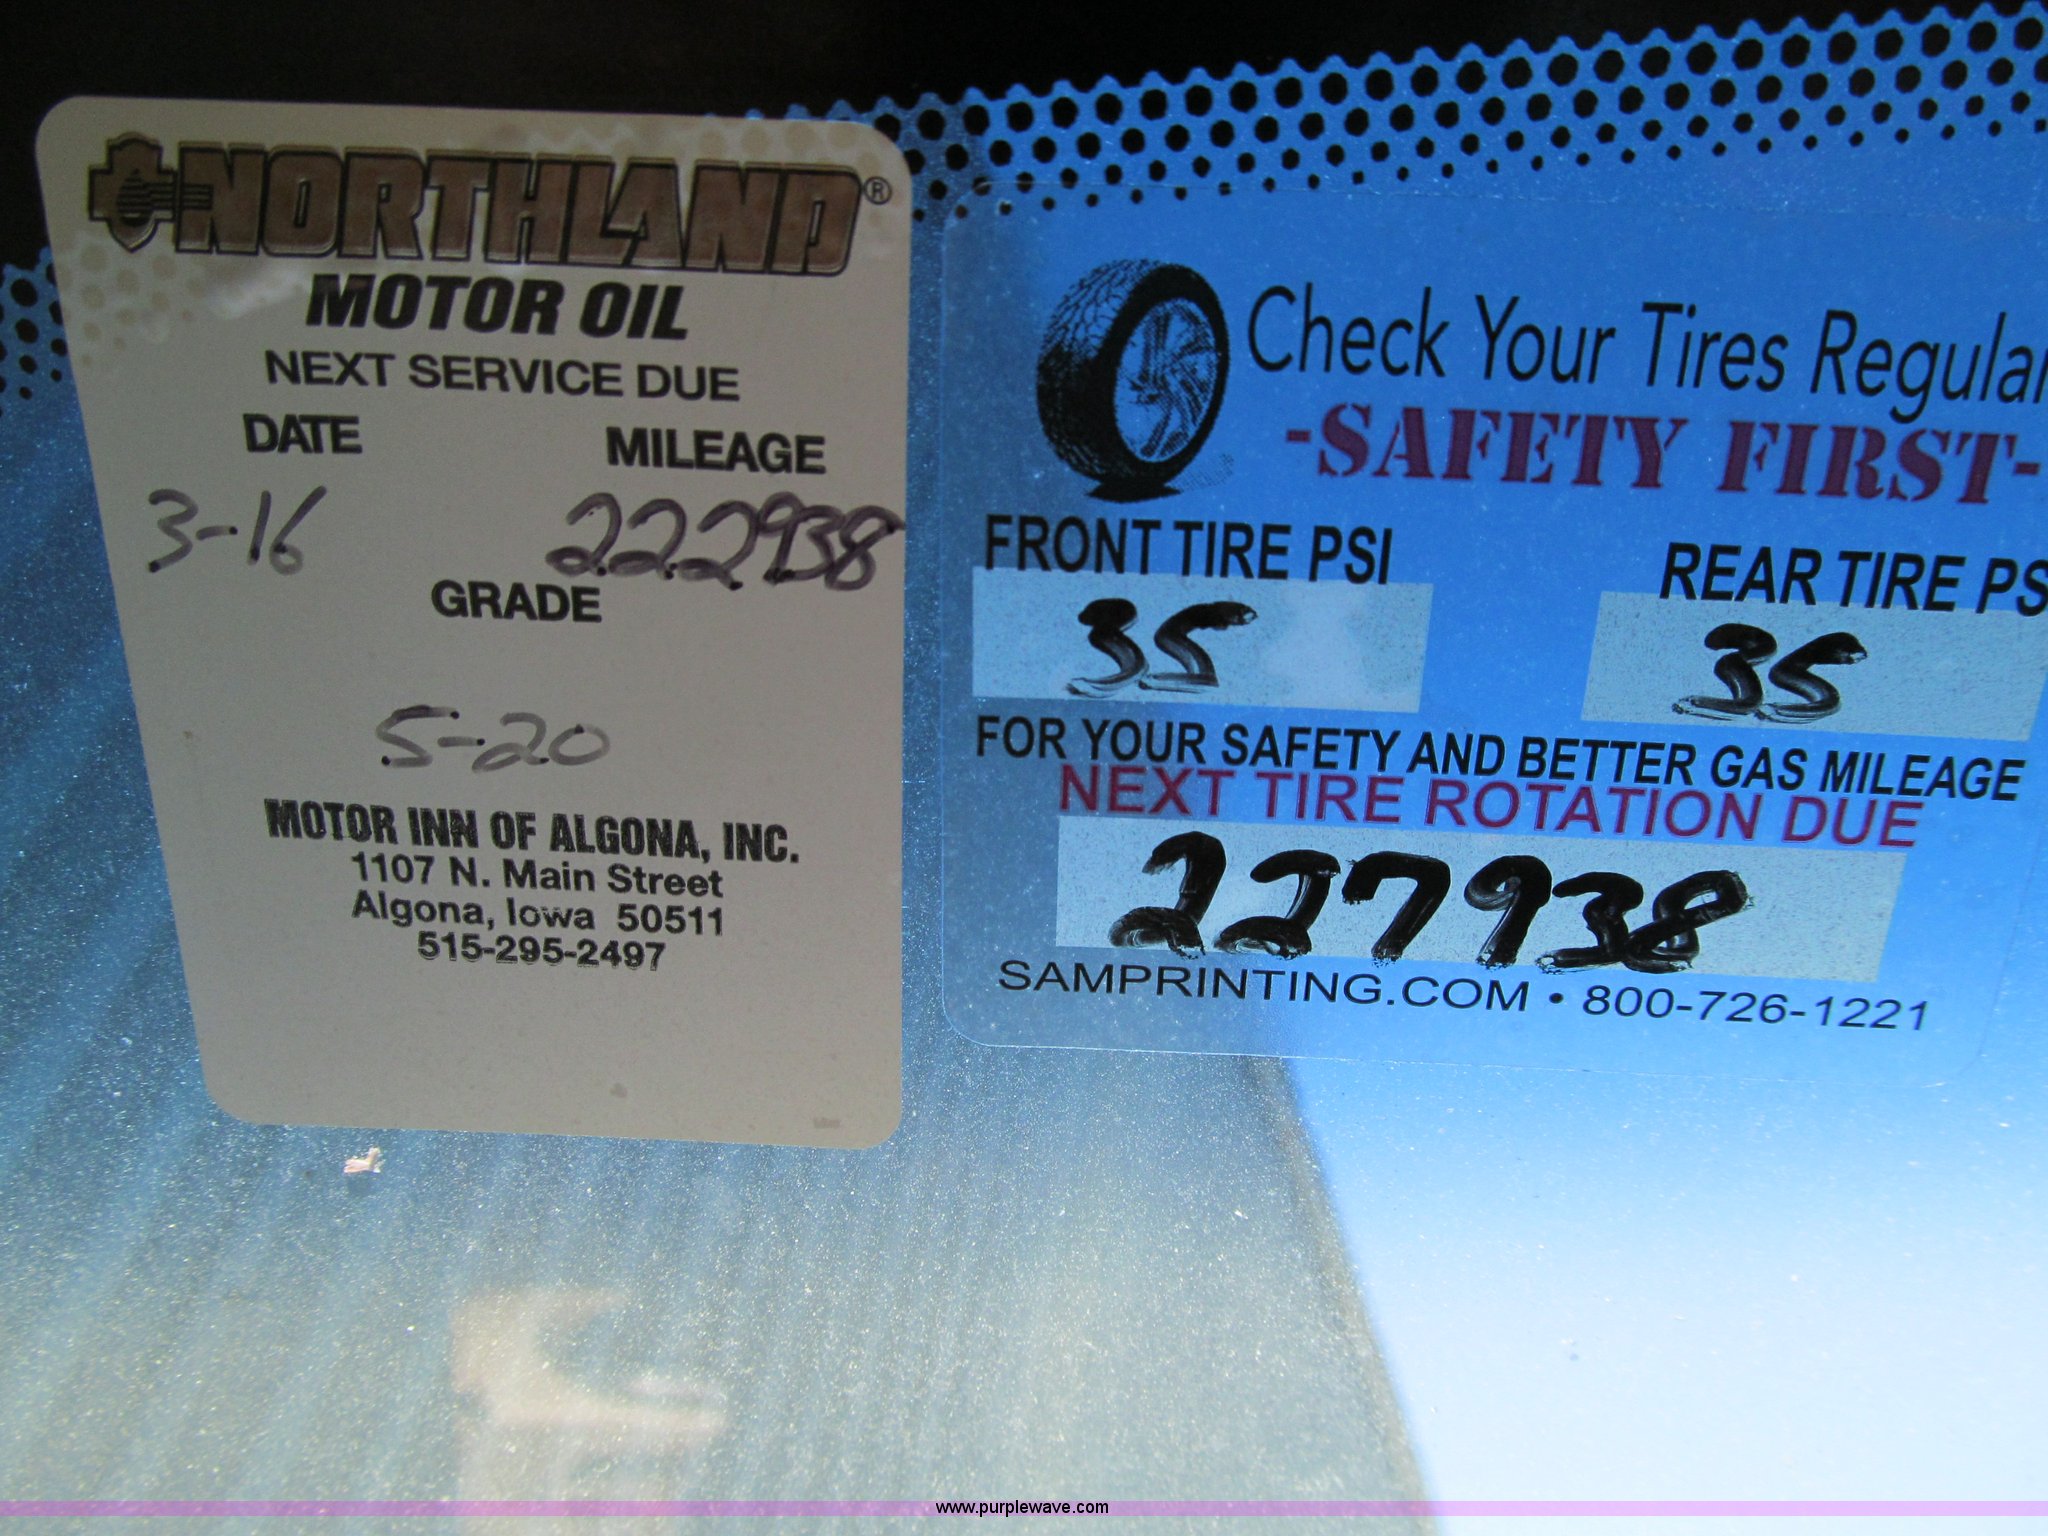 NORTHLAND®
MOTOR OIL
NEXT SERVICE DUE
DATE MILEAGE
3-16 222938
GRADE
5-20
MOTOR INN OF ALGONA, INC.
1107 N. Main Street
Algona, Iowa 50511
515-295-2497
Check Your Tires Regular
-SAFETY FIRST-
FRONT TIRE PSI REAR TIRE PS
35 35
FOR YOUR SAFETY AND BETTER GAS MILEAGE
NEXT TIRE ROTATION DUE
227938
SAMPRINTING.COM • 800-726-1221
www.purplewave.com